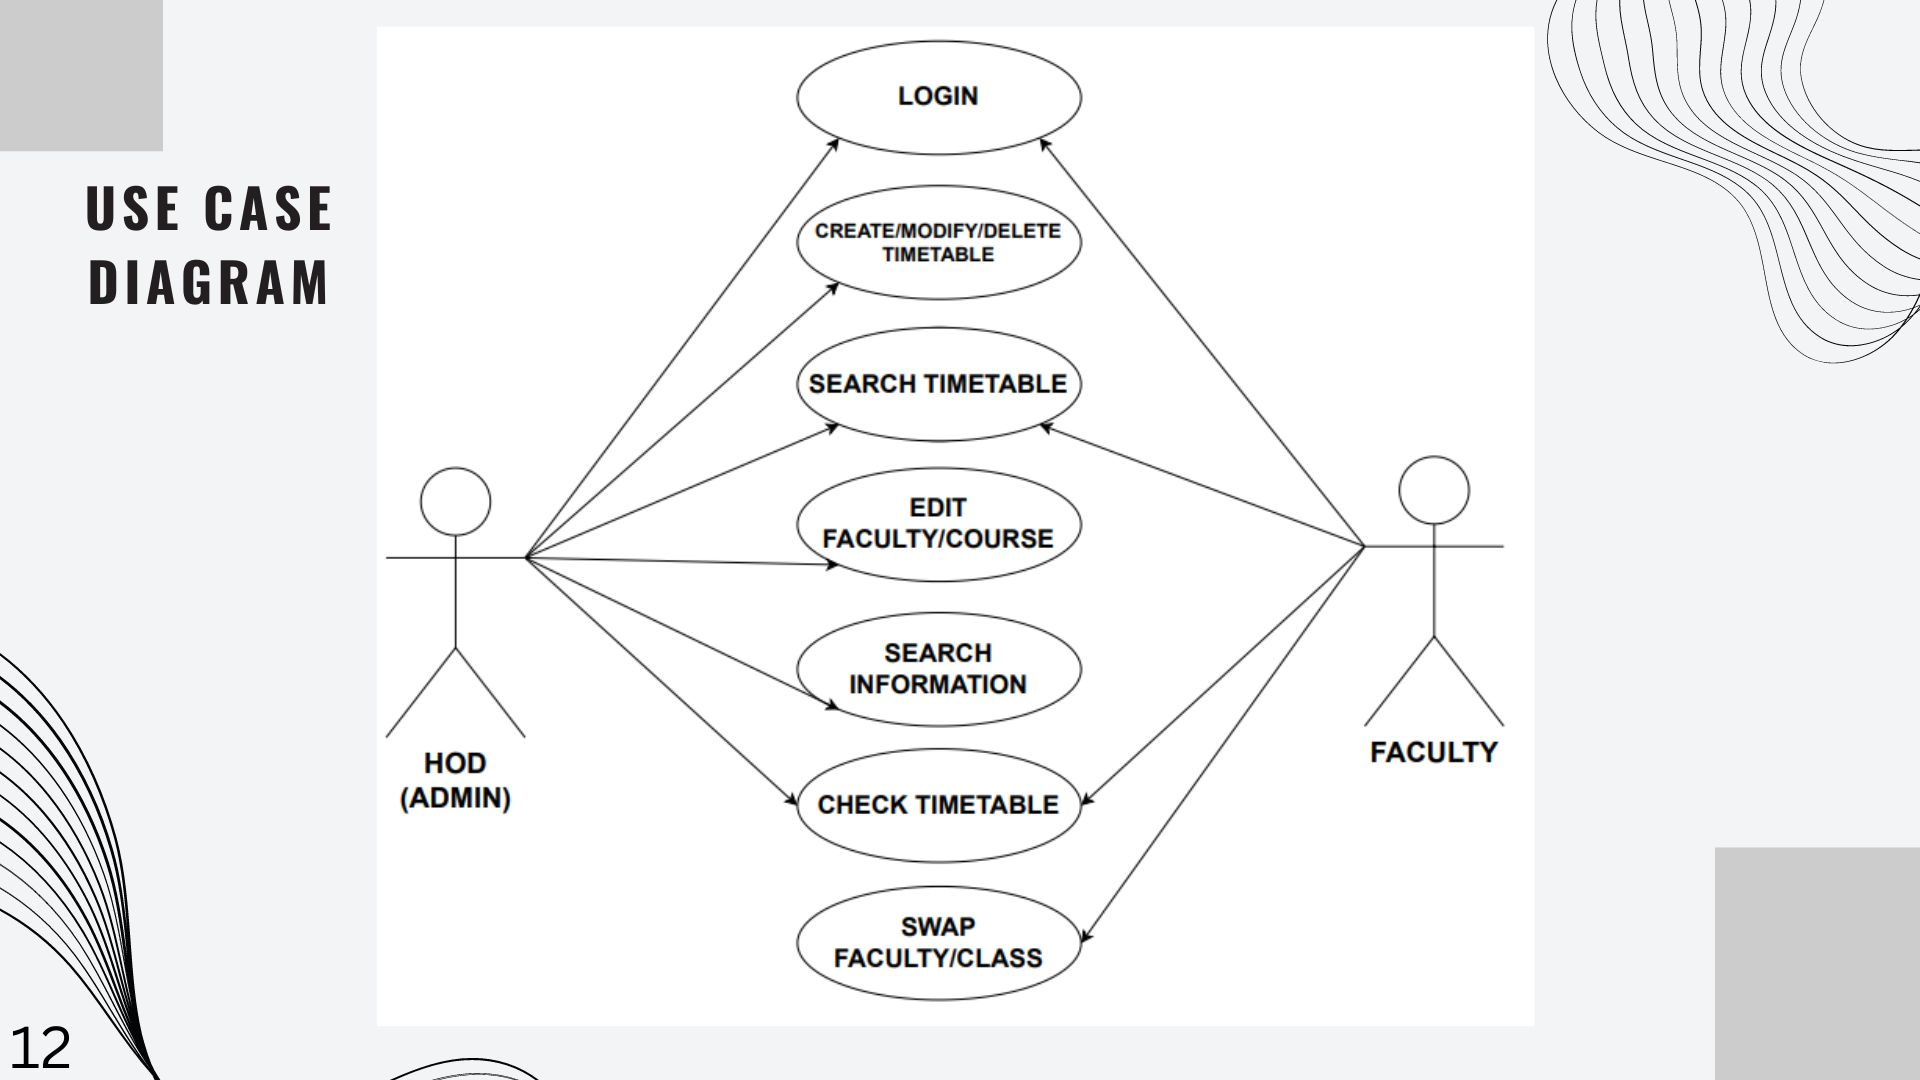 USE CASE
DIAGRAM
LOGIN
CREATE/MODIFY/DELETE
TIMETABLE
SEARCH TIMETABLE
EDIT
FACULTY/COURSE
SEARCH
INFORMATION
CHECK TIMETABLE
SWAP
FACULTY/CLASS
HOD
(ADMIN)
FACULTY
12